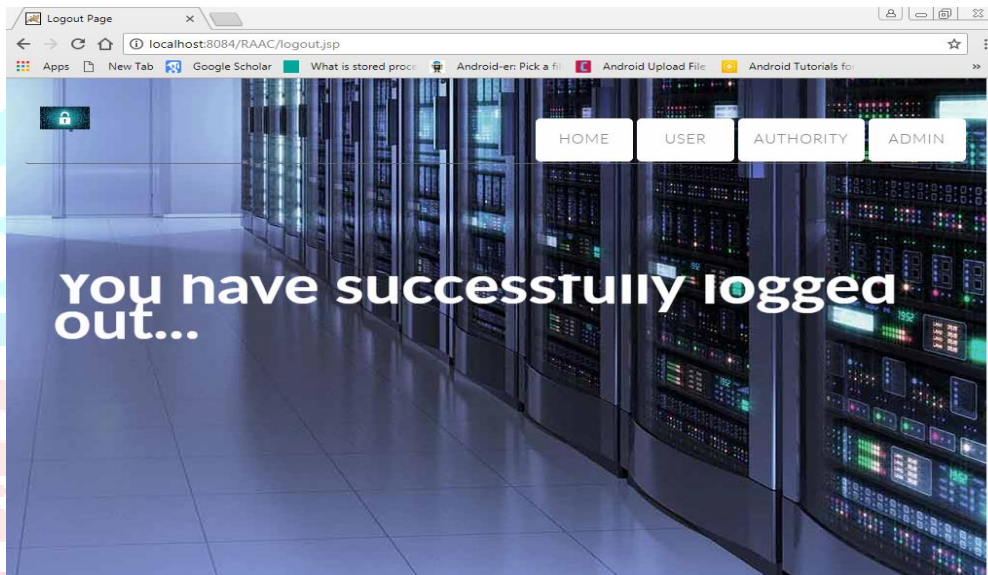 Logout Page
localhost:8084/RAAC/logout.jsp
Apps New Tab Google Scholar What is stored proce Android-er: Pick a fil Android Upload File Android Tutorials fo »
HOME USER AUTHORITY ADMIN
You have successfully logged
out...